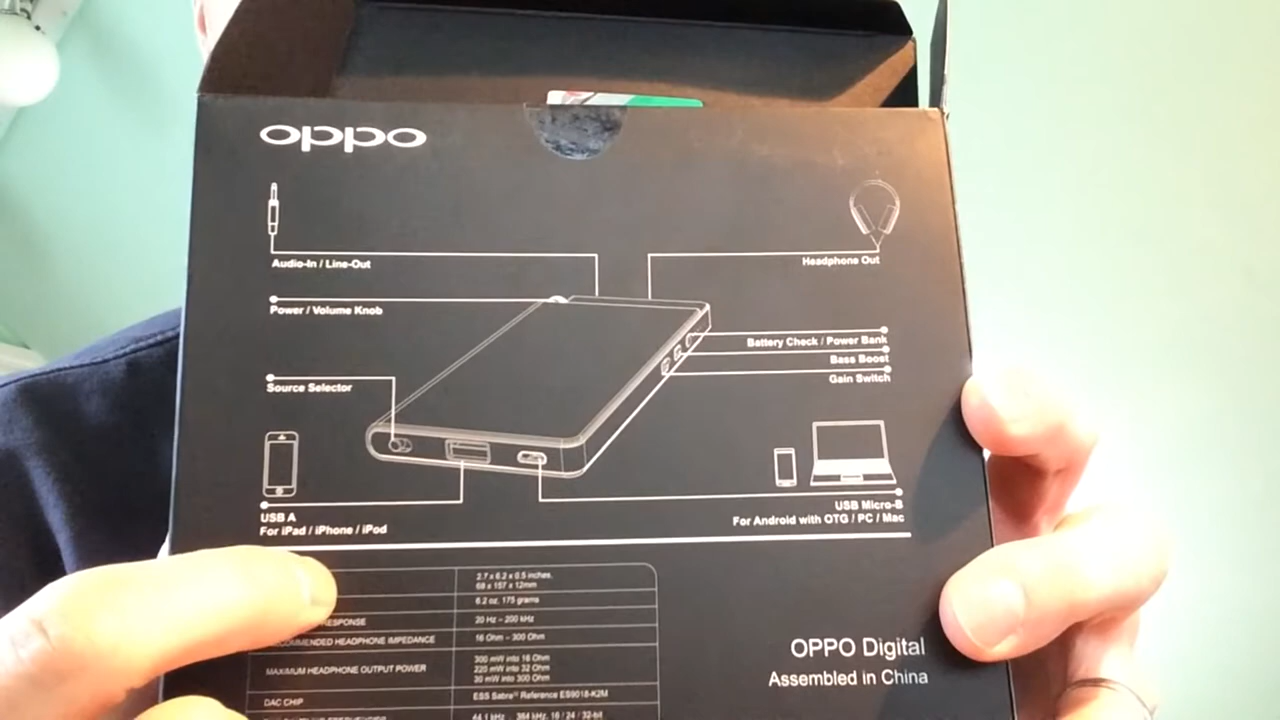 oppo
Audio-In / Line-Out
Headphone Out
Power / Volume Knob
Battery Check / Power Bank
Bass Boost
Gain Switch
Source Selector
USB A
For iPad / iPhone / iPod
USB Micro-B
For Android with OTG / PC / Mac
2.7 x 6.2 x 0.5 inches,
68 x 157 x 12mm
6.2 oz, 175 grams
RESPONSE 20 Hz – 200 kHz
COMMENDED HEADPHONE IMPEDANCE 16 Ohm – 300 Ohm
MAXIMUM HEADPHONE OUTPUT POWER
300 mW into 16 Ohm
220 mW into 32 Ohm
30 mW into 300 Ohm
DAC CHIP ESS Sabre³² Reference ES9018-K2M
44.1 kHz - 384 kHz, 16 / 24 / 32-bit
OPPO Digital
Assembled in China